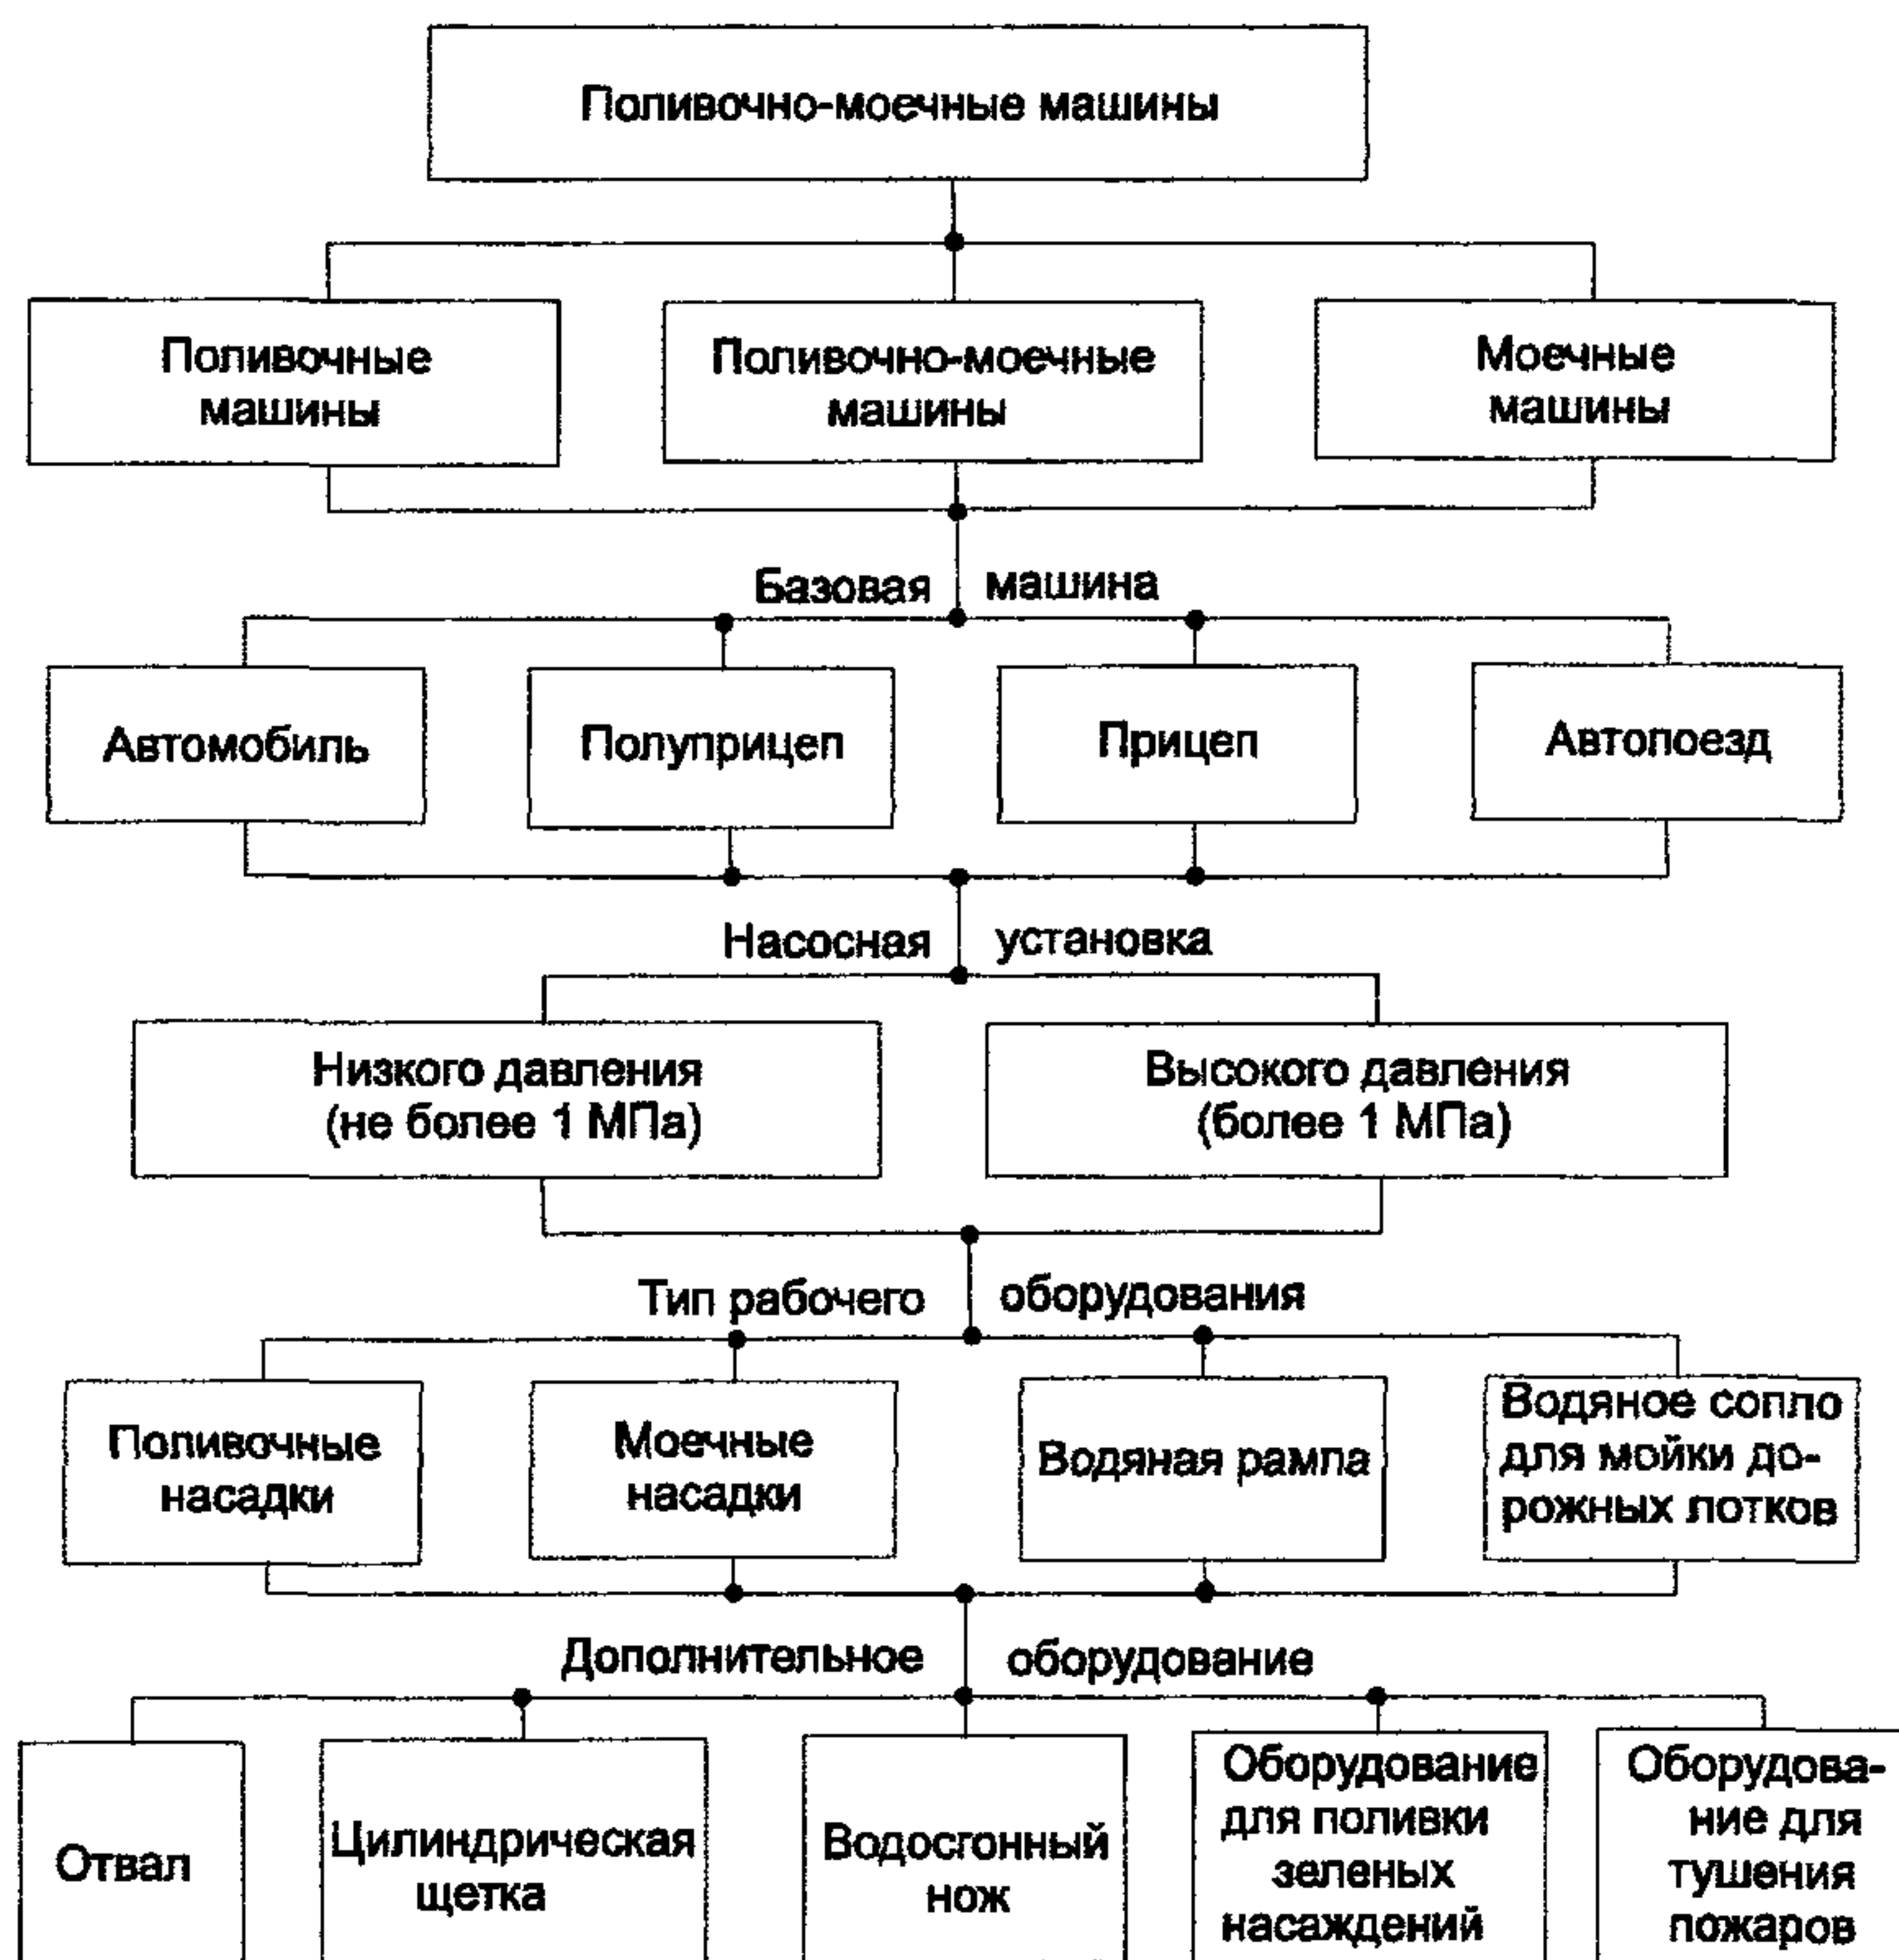 Поливочно-моечные машины
Поливочные
машины
Поливочно-моечные
машины
Моечные
машины
Базовая машина
Автомобиль
Полуприцеп
Прицеп
Автопоезд
Насосная установка
Низкого давления
(не более 1 МПа)
Высокого давления
(более 1 МПа)
Тип рабочего оборудования
Поливочные
насадки
Моечные
насадки
Водяная рампа
Водяное сопло
для мойки до-
рожных лотков
Дополнительное оборудование
Отвал
Цилиндрическая
щетка
Водосгонный
нож
Оборудование
для поливки
зеленых
насаждений
Оборудова-
ние для
тушения
пожаров